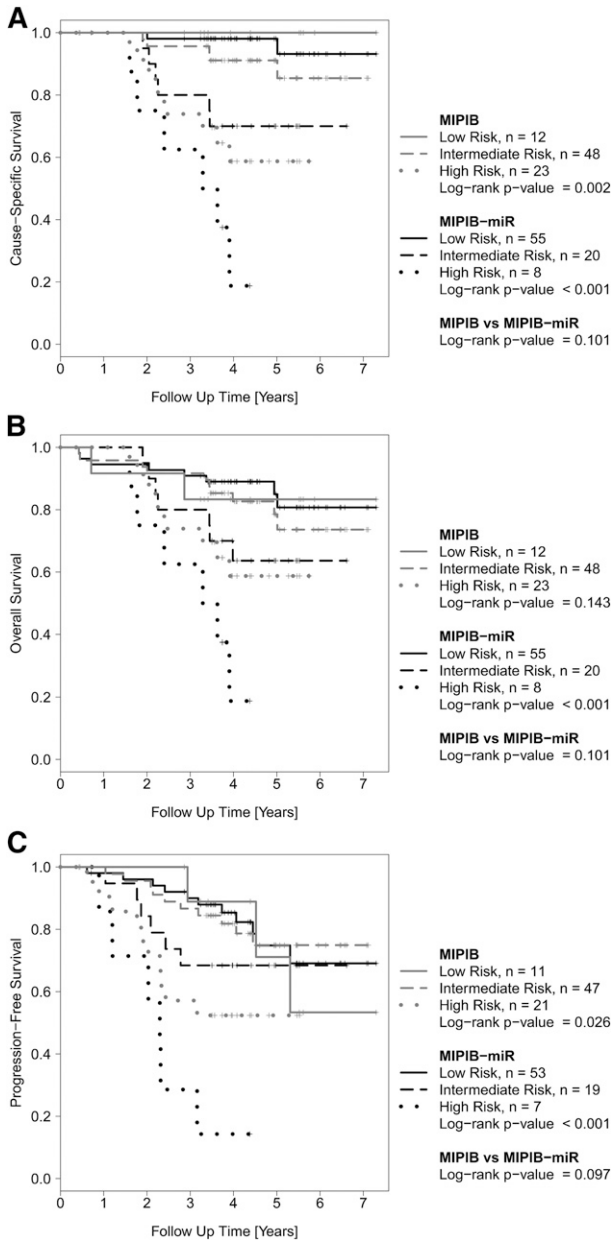 A
1.0
0.8
0.6
0.4
0.2
0.0
Cause–Specific Survival
0 1 2 3 4 5 6 7
Follow Up Time [Years]
MIPIB
Low Risk, n = 12
Intermediate Risk, n = 48
High Risk, n = 23
Log-rank p-value = 0.002
MIPIB–miR
Low Risk, n = 55
Intermediate Risk, n = 20
High Risk, n = 8
Log-rank p-value < 0.001
MIPIB vs MIPIB–miR
Log-rank p-value = 0.101
B
1.0
0.8
0.6
0.4
0.2
0.0
Overall Survival
0 1 2 3 4 5 6 7
Follow Up Time [Years]
MIPIB
Low Risk, n = 12
Intermediate Risk, n = 48
High Risk, n = 23
Log-rank p-value = 0.143
MIPIB–miR
Low Risk, n = 55
Intermediate Risk, n = 20
High Risk, n = 8
Log-rank p-value < 0.001
MIPIB vs MIPIB–miR
Log-rank p-value = 0.101
C
1.0
0.8
0.6
0.4
0.2
0.0
Progression–Free Survival
0 1 2 3 4 5 6 7
Follow Up Time [Years]
MIPIB
Low Risk, n = 11
Intermediate Risk, n = 47
High Risk, n = 21
Log-rank p-value = 0.026
MIPIB–miR
Low Risk, n = 53
Intermediate Risk, n = 19
High Risk, n = 7
Log-rank p-value < 0.001
MIPIB vs MIPIB–miR
Log-rank p-value = 0.097